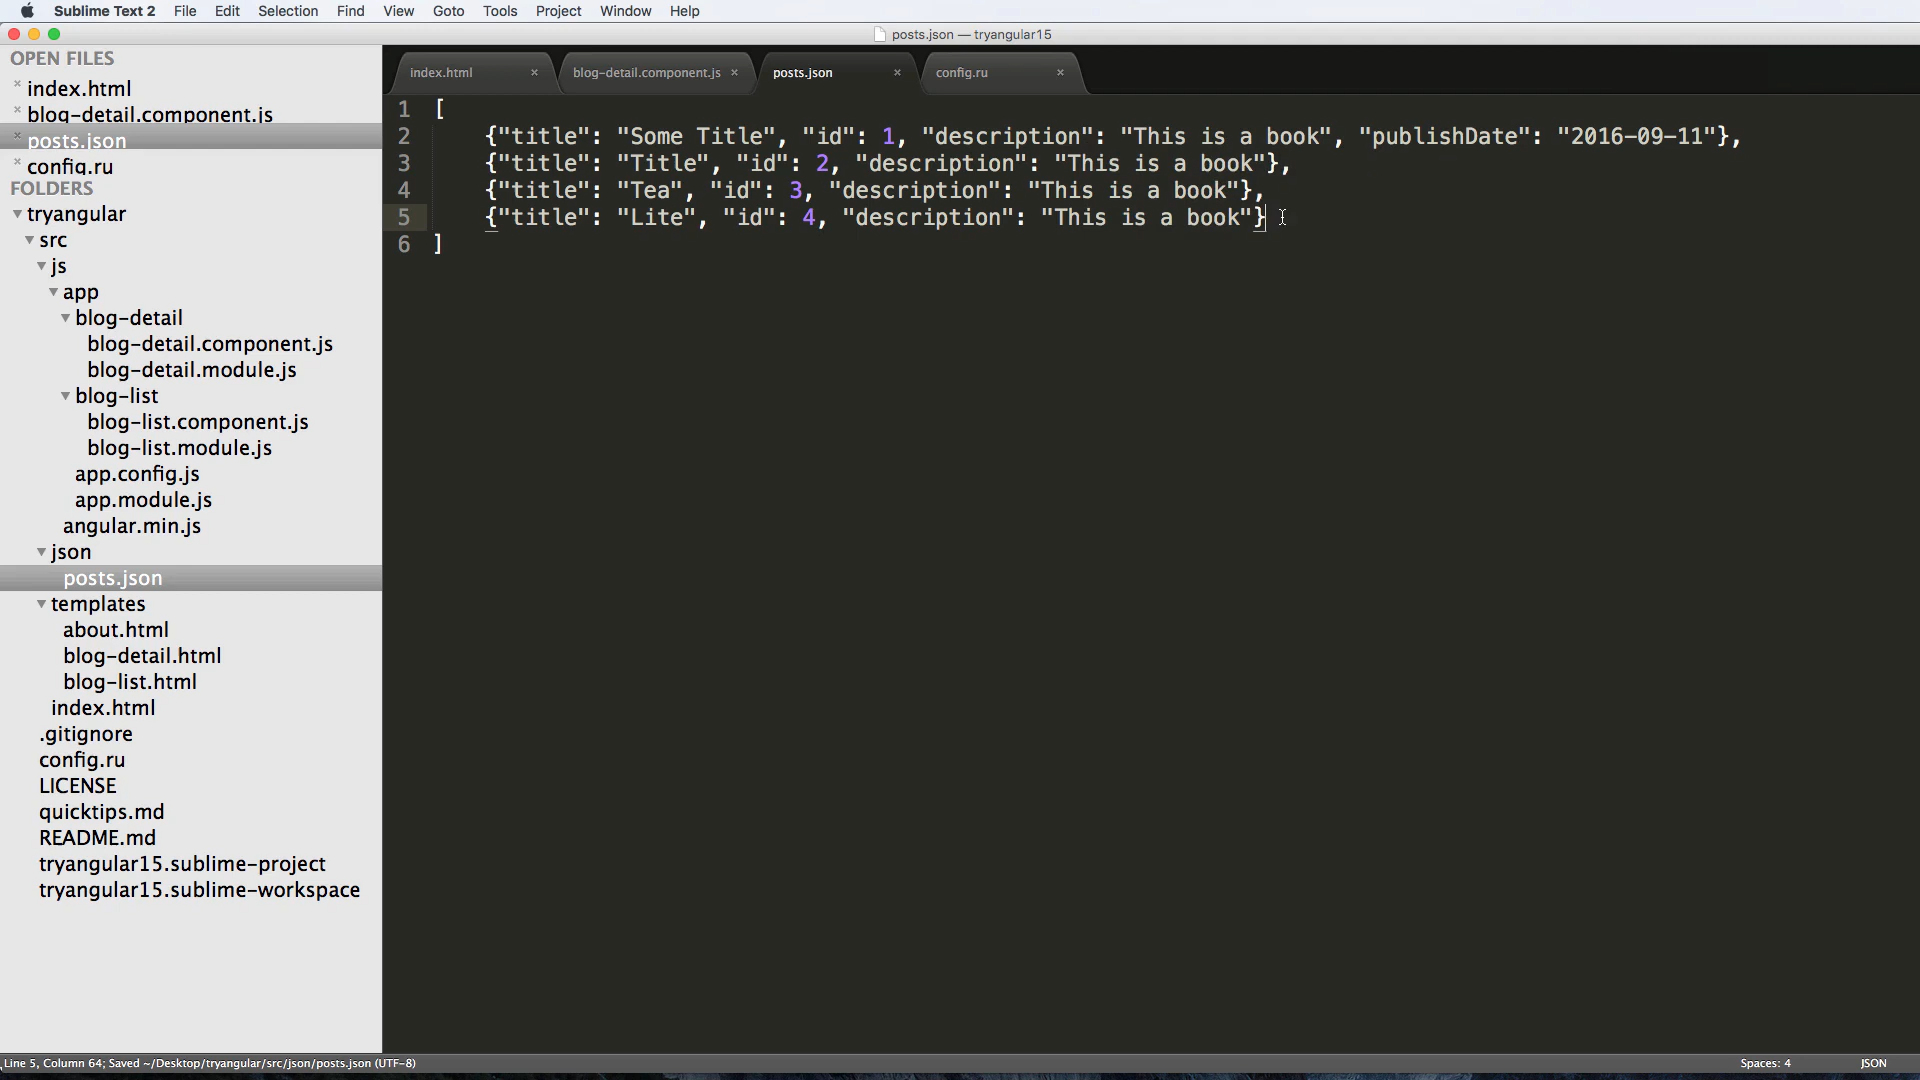 Sublime Text 2 File Edit Selection Find View Goto Tools Project Window Help
posts.json — tryangular15
OPEN FILES
index.html
blog-detail.component.js
posts.json
config.ru
FOLDERS
tryangular
src
js
app
blog-detail
blog-detail.component.js
blog-detail.module.js
blog-list
blog-list.component.js
blog-list.module.js
app.config.js
app.module.js
angular.min.js
json
posts.json
templates
about.html
blog-detail.html
blog-list.html
index.html
.gitignore
config.ru
LICENSE
quicktips.md
README.md
tryangular15.sublime-project
tryangular15.sublime-workspace
index.html × blog-detail.component.js × posts.json × config.ru ×
1 [
2 {"title": "Some Title", "id": 1, "description": "This is a book", "publishDate": "2016-09-11"},
3 {"title": "Title", "id": 2, "description": "This is a book"},
4 {"title": "Tea", "id": 3, "description": "This is a book"},
5 {"title": "Lite", "id": 4, "description": "This is a book"}
6 ]
Line 5, Column 64; Saved ~/Desktop/tryangular/src/json/posts.json (UTF-8) Spaces: 4 JSON